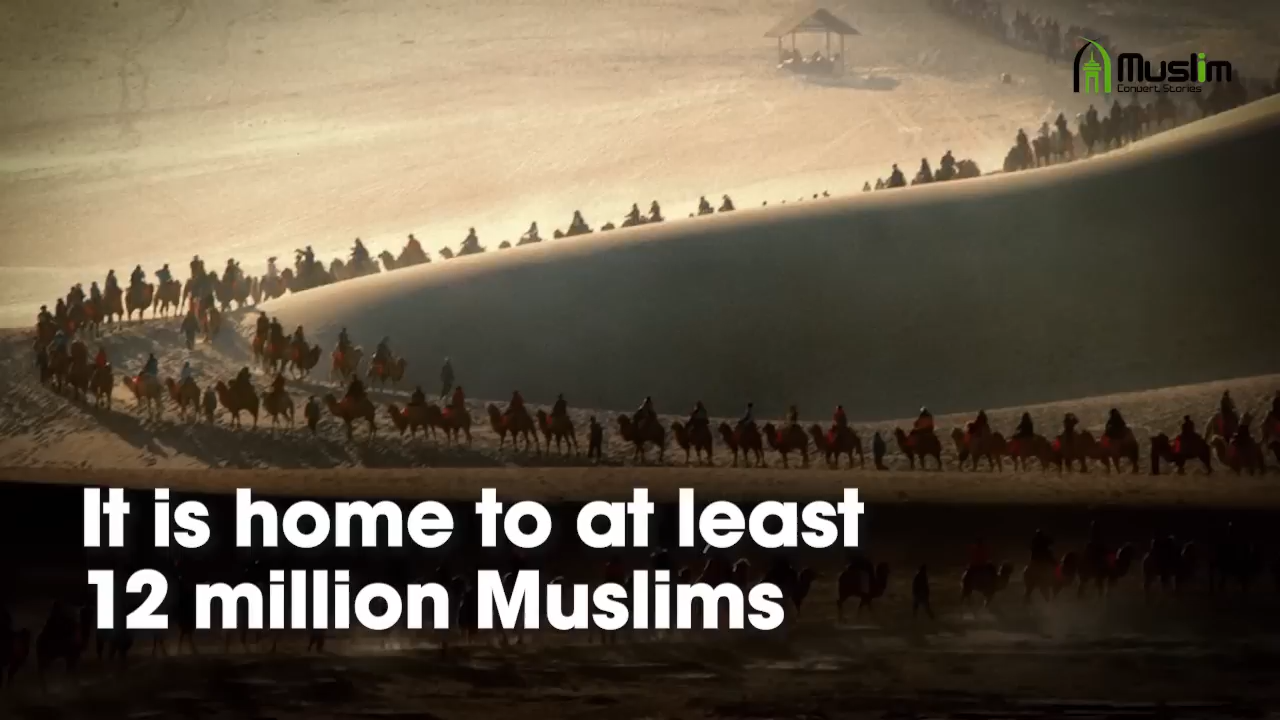 Muslim
Convert Stories
It is home to at least
12 million Muslims